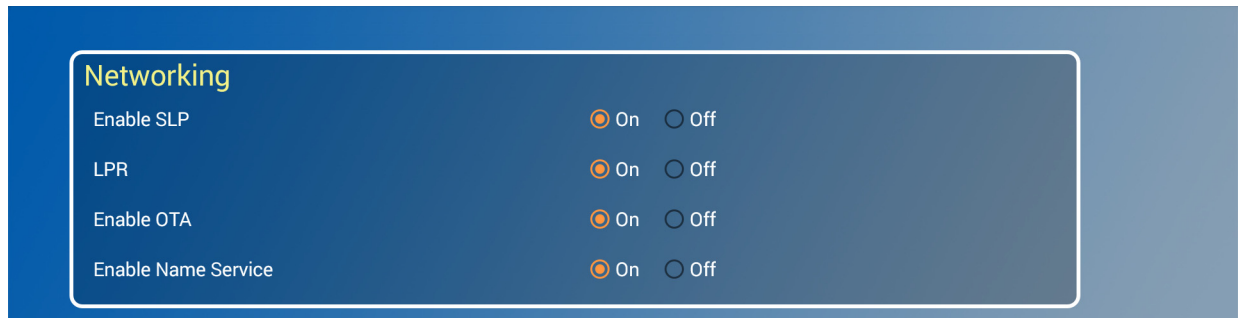 Networking
Enable SLP On Off
LPR On Off
Enable OTA On Off
Enable Name Service On Off